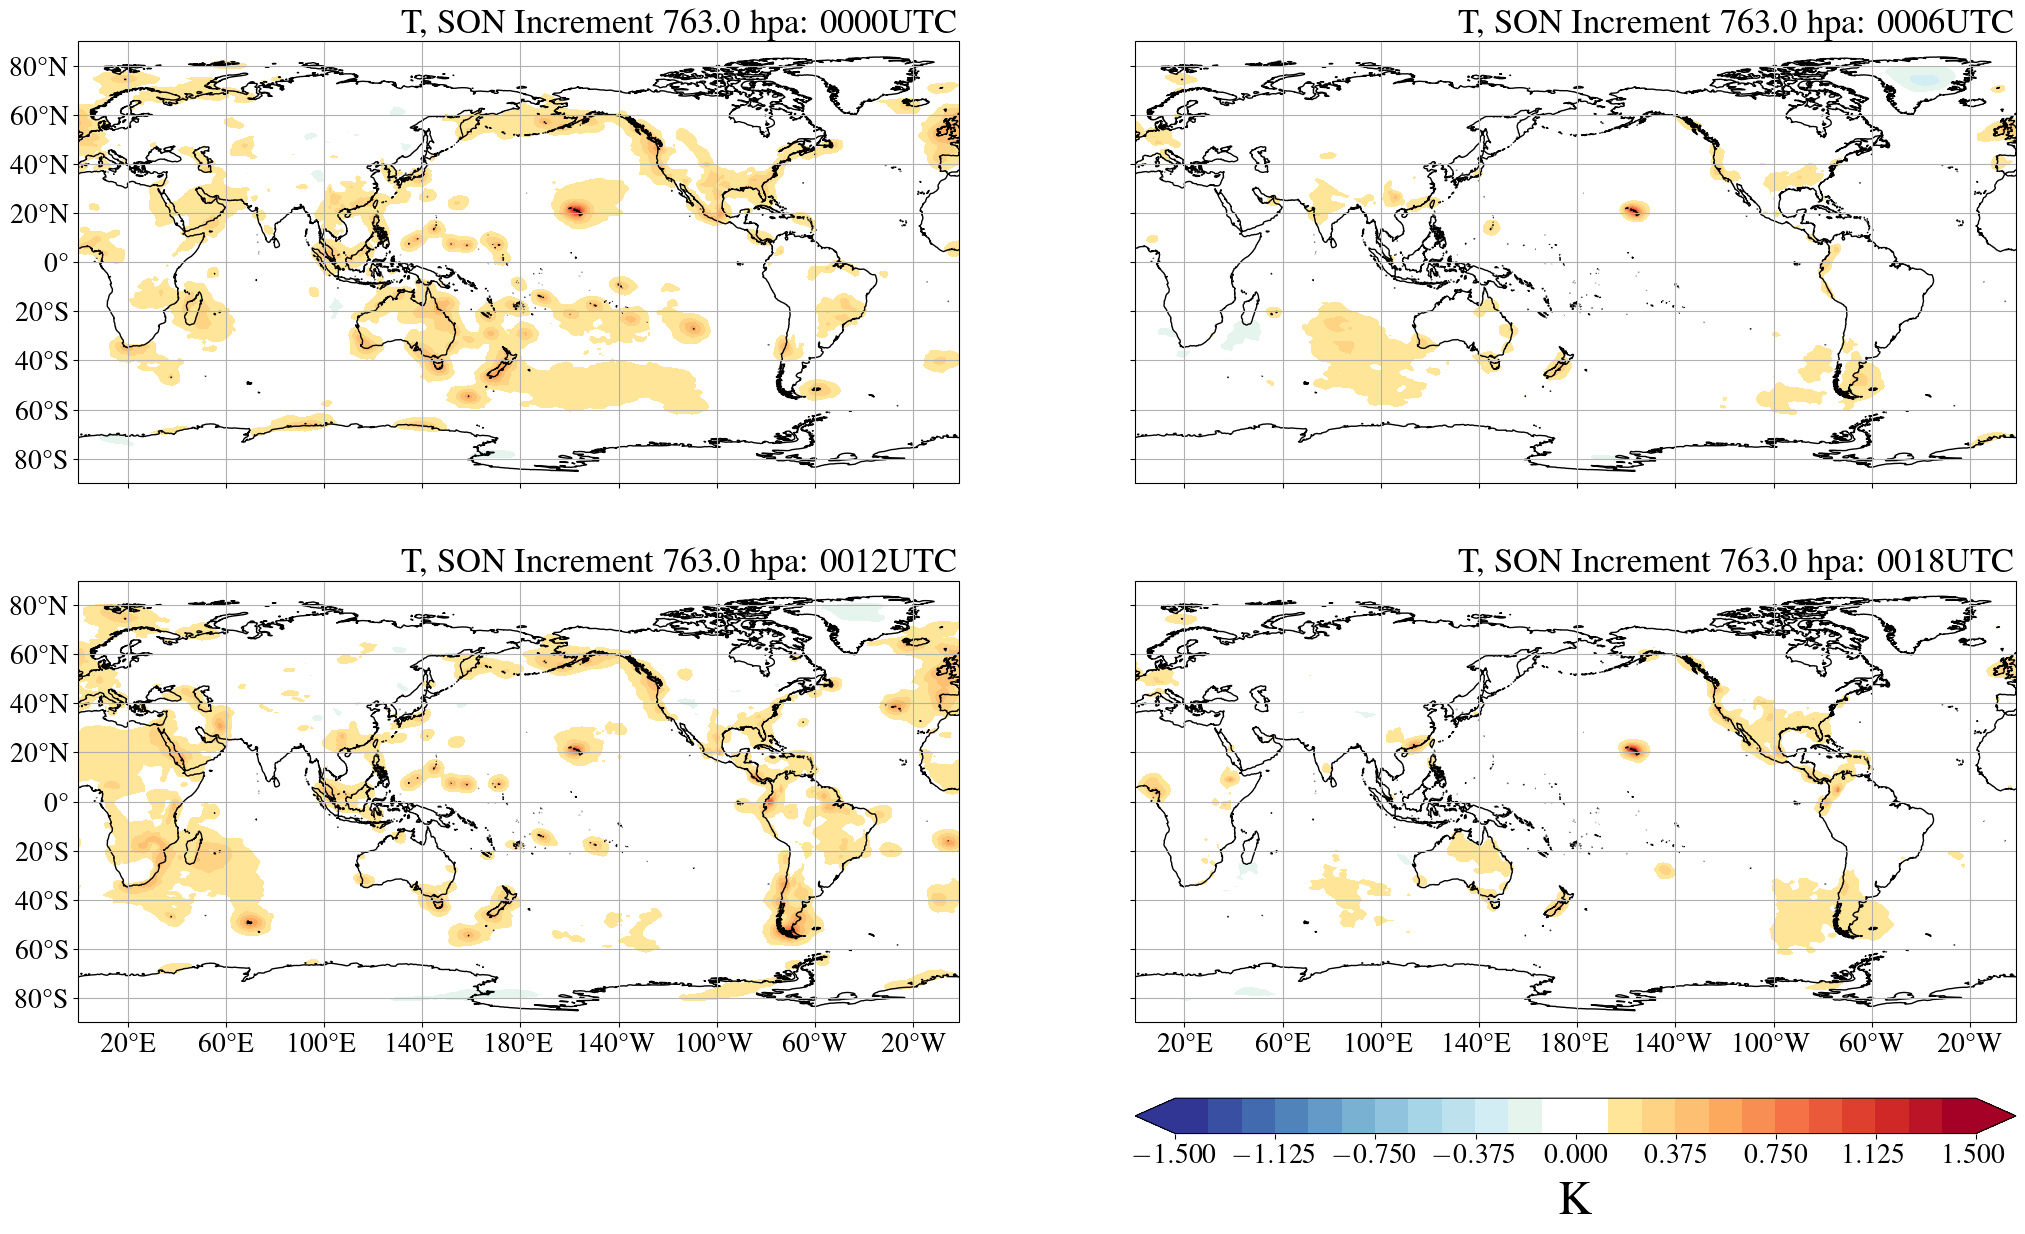 T, SON Increment 763.0 hpa: 0000UTC
T, SON Increment 763.0 hpa: 0006UTC
80°N
60°N
40°N
20°N
0°
20°S
40°S
60°S
80°S
T, SON Increment 763.0 hpa: 0012UTC
T, SON Increment 763.0 hpa: 0018UTC
80°N
60°N
40°N
20°N
0°
20°S
40°S
60°S
80°S
20°E 60°E 100°E 140°E 180°E 140°W 100°W 60°W 20°W
20°E 60°E 100°E 140°E 180°E 140°W 100°W 60°W 20°W
−1.500 −1.125 −0.750 −0.375 0.000 0.375 0.750 1.125 1.500
K